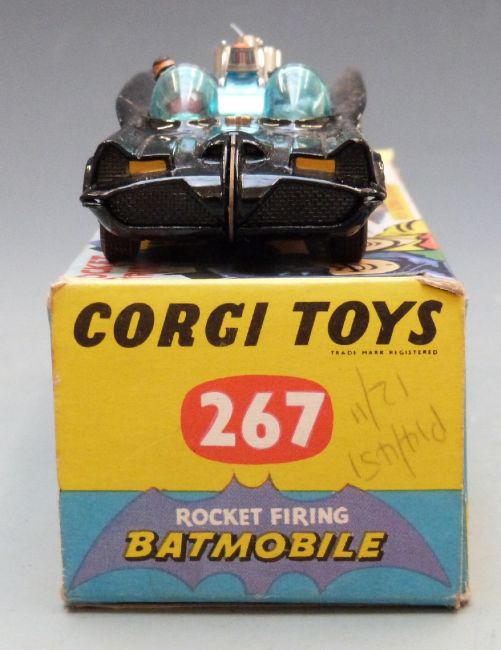 CORGI TOYS
TRADE MARK REGISTERED
267
ROCKET FIRING
BATMOBILE